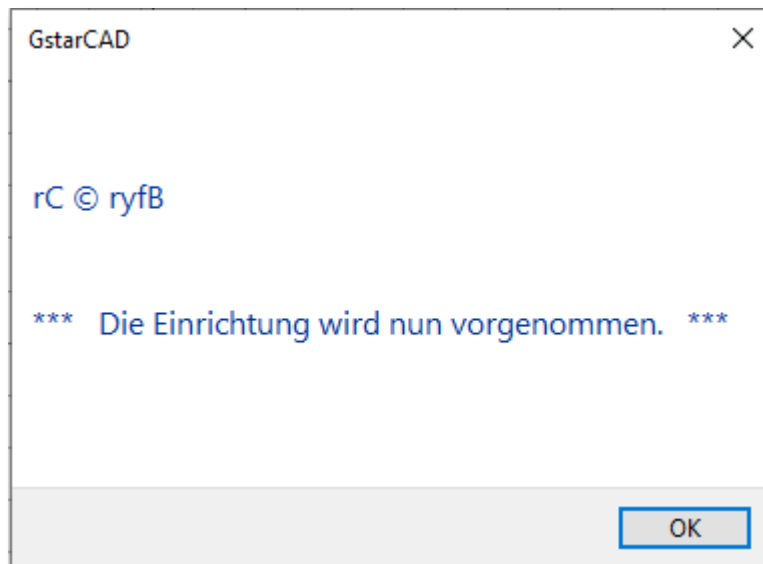 GstarCAD
rC © ryfB
*** Die Einrichtung wird nun vorgenommen. ***
OK